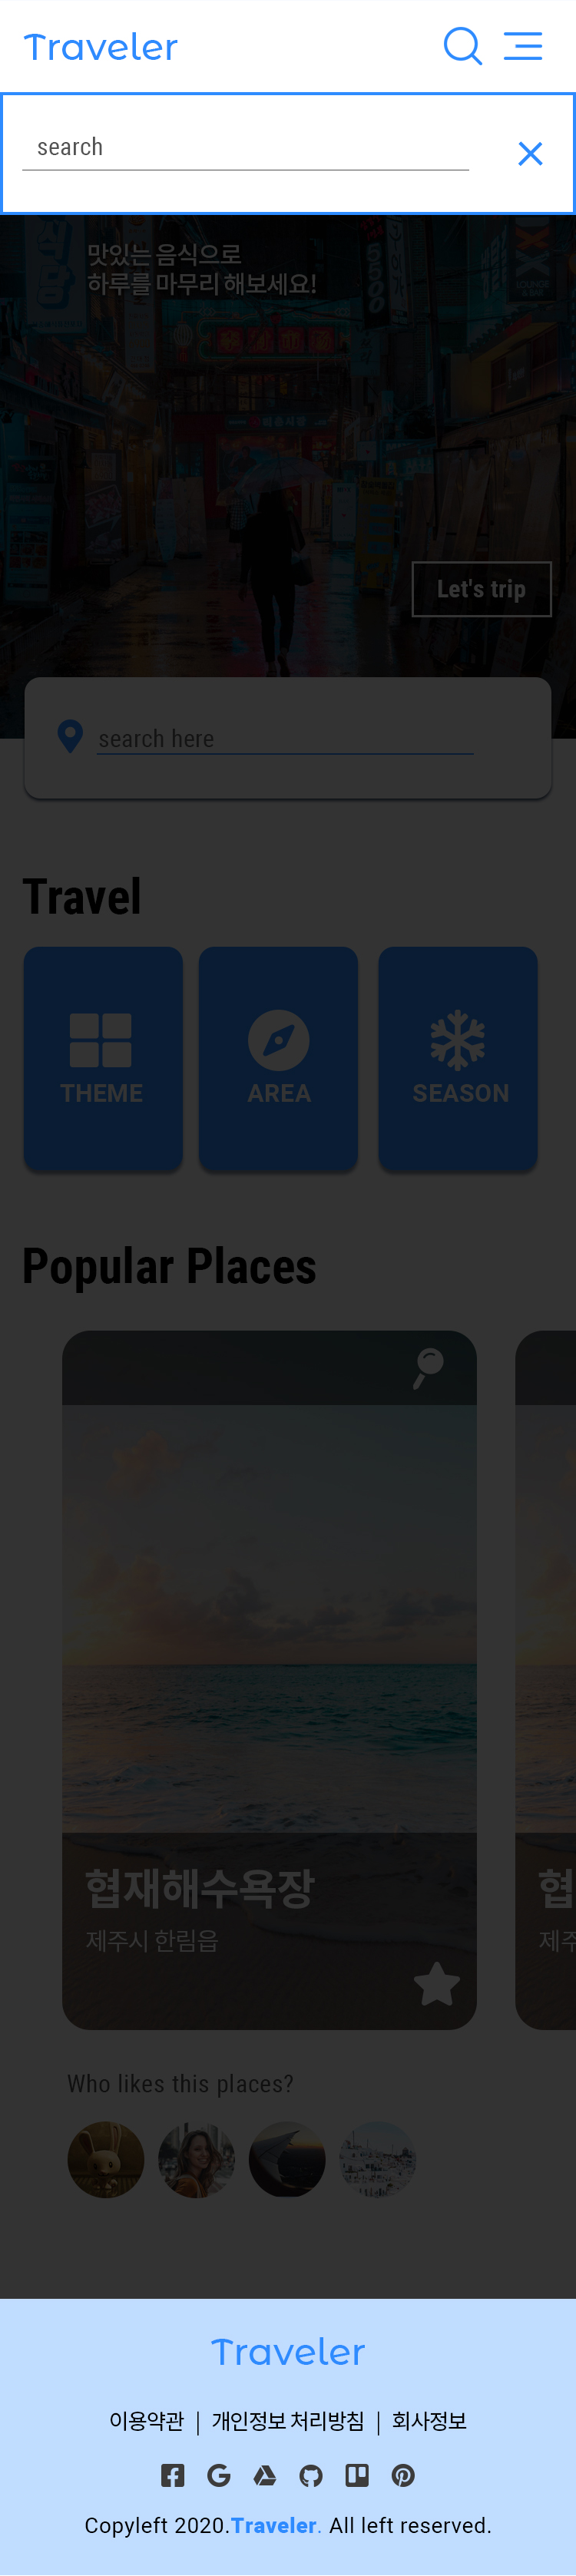 Traveler
search
맛있는 음식으로
하루를 마무리 해보세요!
LOUNGE
& BAR
Let's trip
search here
Travel
THEME AREA SEASON
Popular Places
협재해수욕장 협
제주시 한림읍 제주
Who likes this places?
Traveler
이용약관 | 개인정보 처리방침 | 회사정보
Copyleft 2020.Traveler. All left reserved.